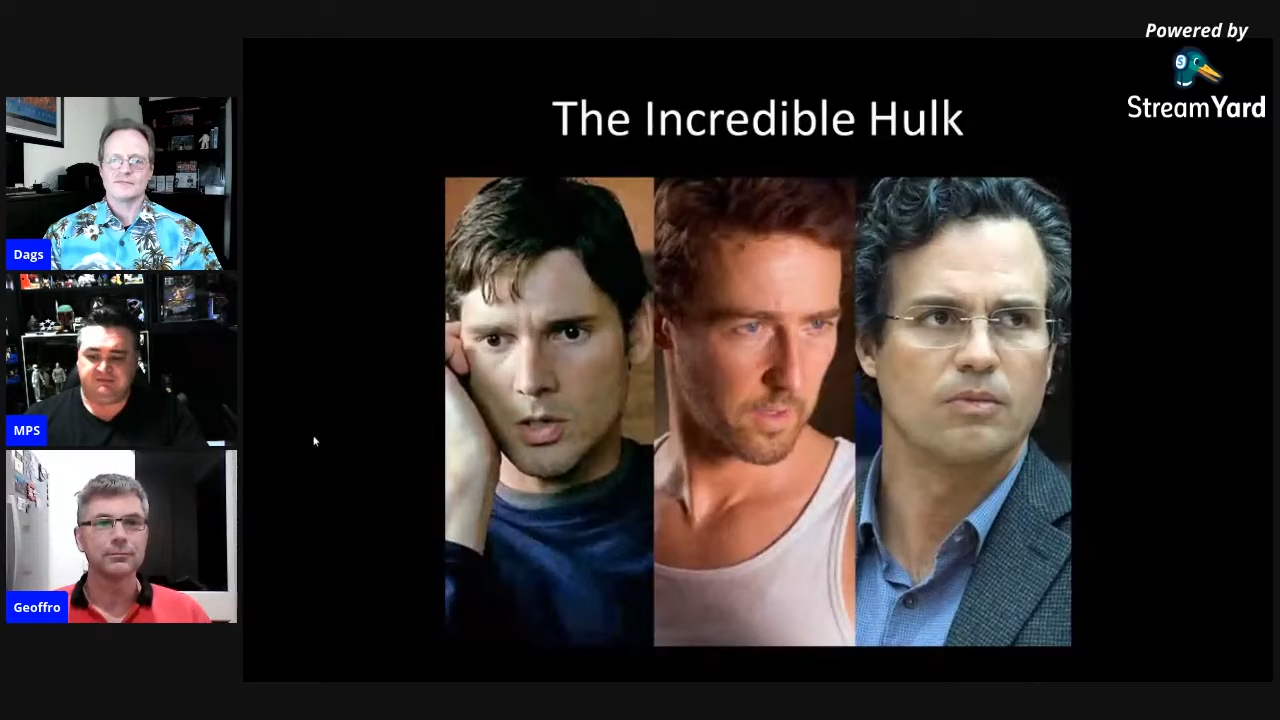 Powered by
StreamYard
The Incredible Hulk
Dags
MPS
Geoffro